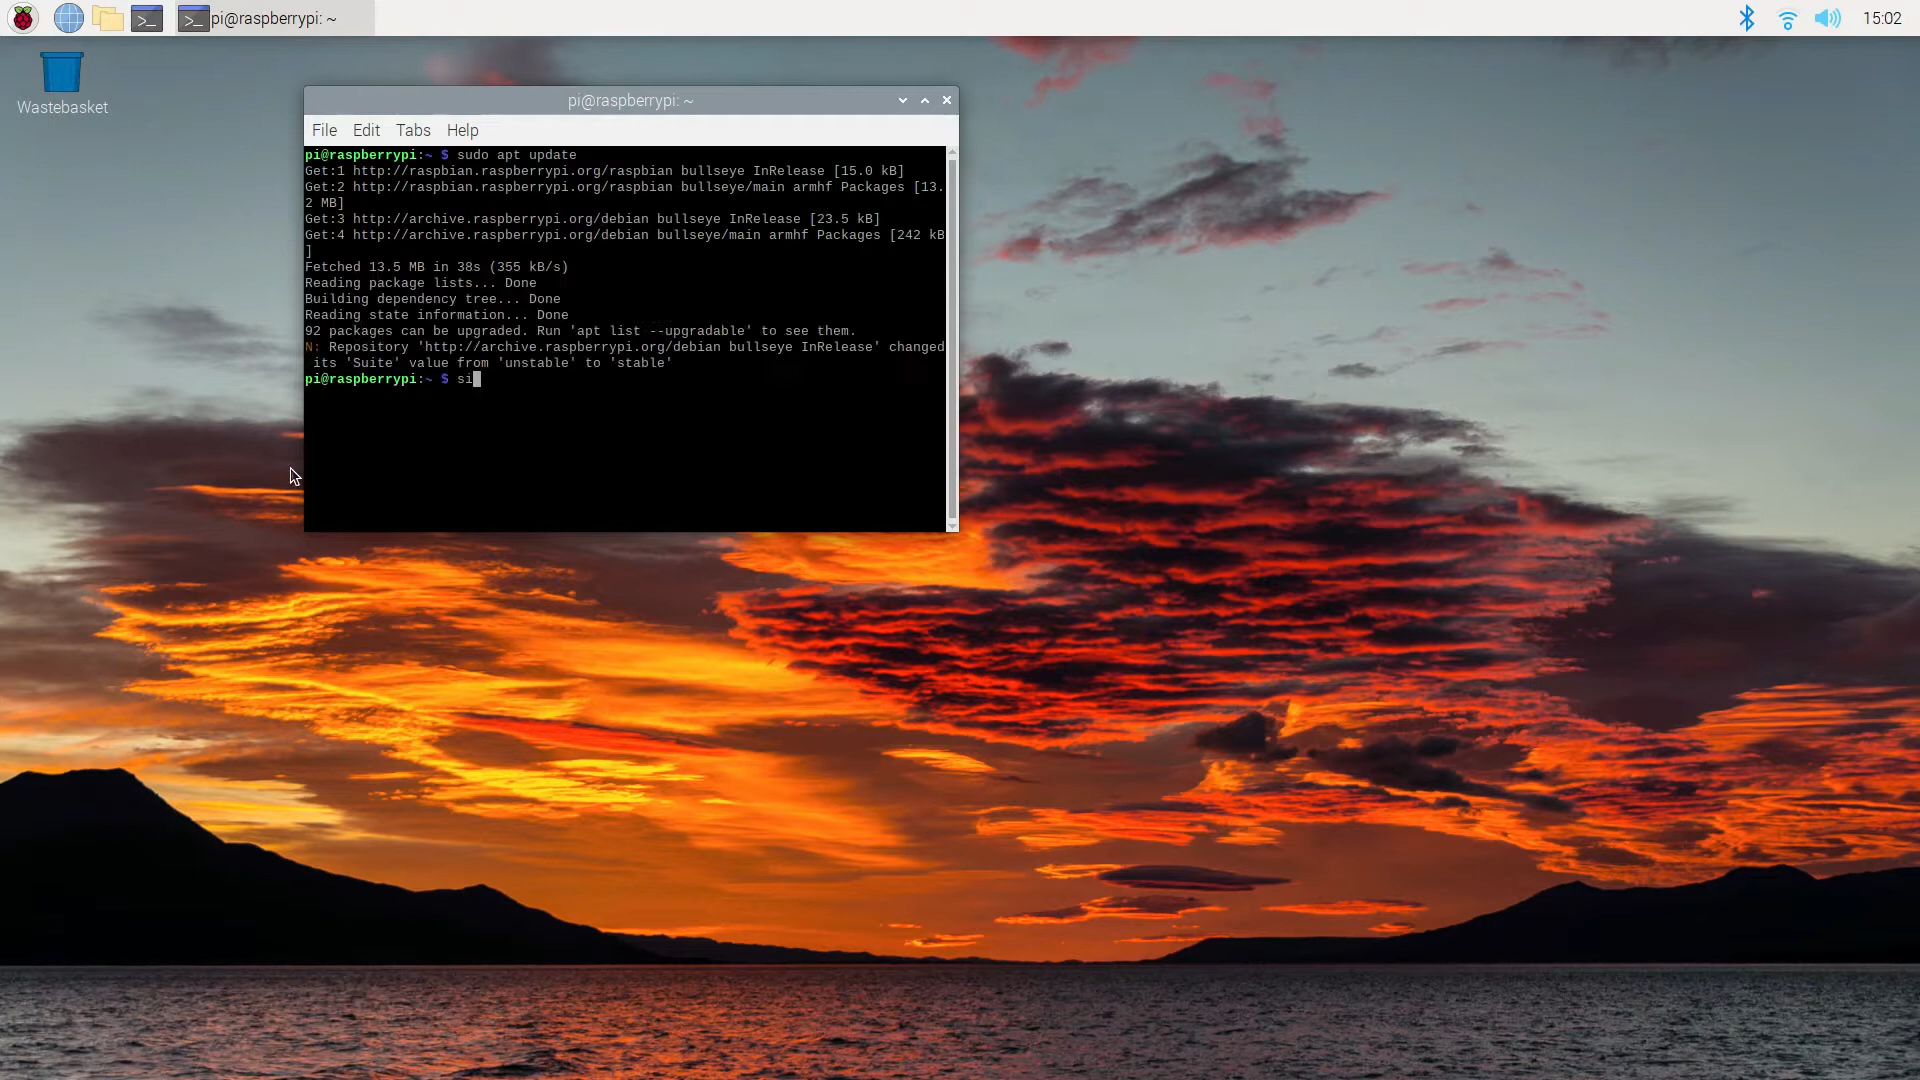 pi@raspberrypi: ~
15:02
Wastebasket
pi@raspberrypi: ~
File Edit Tabs Help
pi@raspberrypi:~ $ sudo apt update
Get:1 http://raspbian.raspberrypi.org/raspbian bullseye InRelease [15.0 kB]
Get:2 http://raspbian.raspberrypi.org/raspbian bullseye/main armhf Packages [13.
2 MB]
Get:3 http://archive.raspberrypi.org/debian bullseye InRelease [23.5 kB]
Get:4 http://archive.raspberrypi.org/debian bullseye/main armhf Packages [242 kB
]
Fetched 13.5 MB in 38s (355 kB/s)
Reading package lists... Done
Building dependency tree... Done
Reading state information... Done
92 packages can be upgraded. Run 'apt list --upgradable' to see them.
N: Repository 'http://archive.raspberrypi.org/debian bullseye InRelease' changed
its 'Suite' value from 'unstable' to 'stable'
pi@raspberrypi:~ $ si